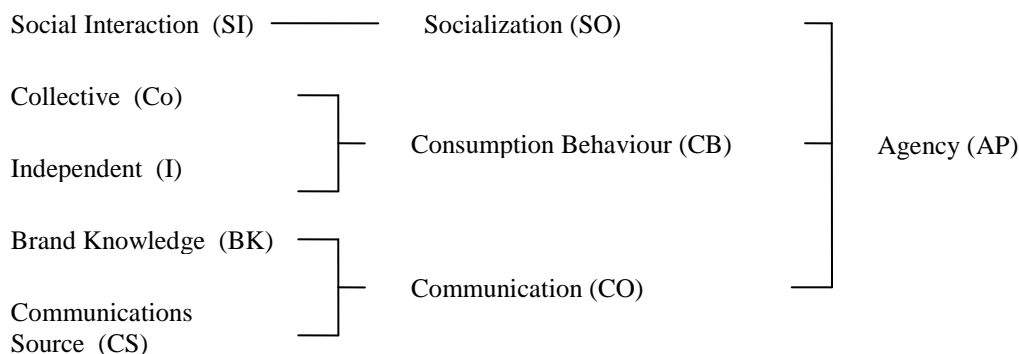 Social Interaction (SI)
Socialization (SO)
Collective (Co)
Consumption Behaviour (CB)
Agency (AP)
Independent (I)
Brand Knowledge (BK)
Communication (CO)
Communications
Source (CS)